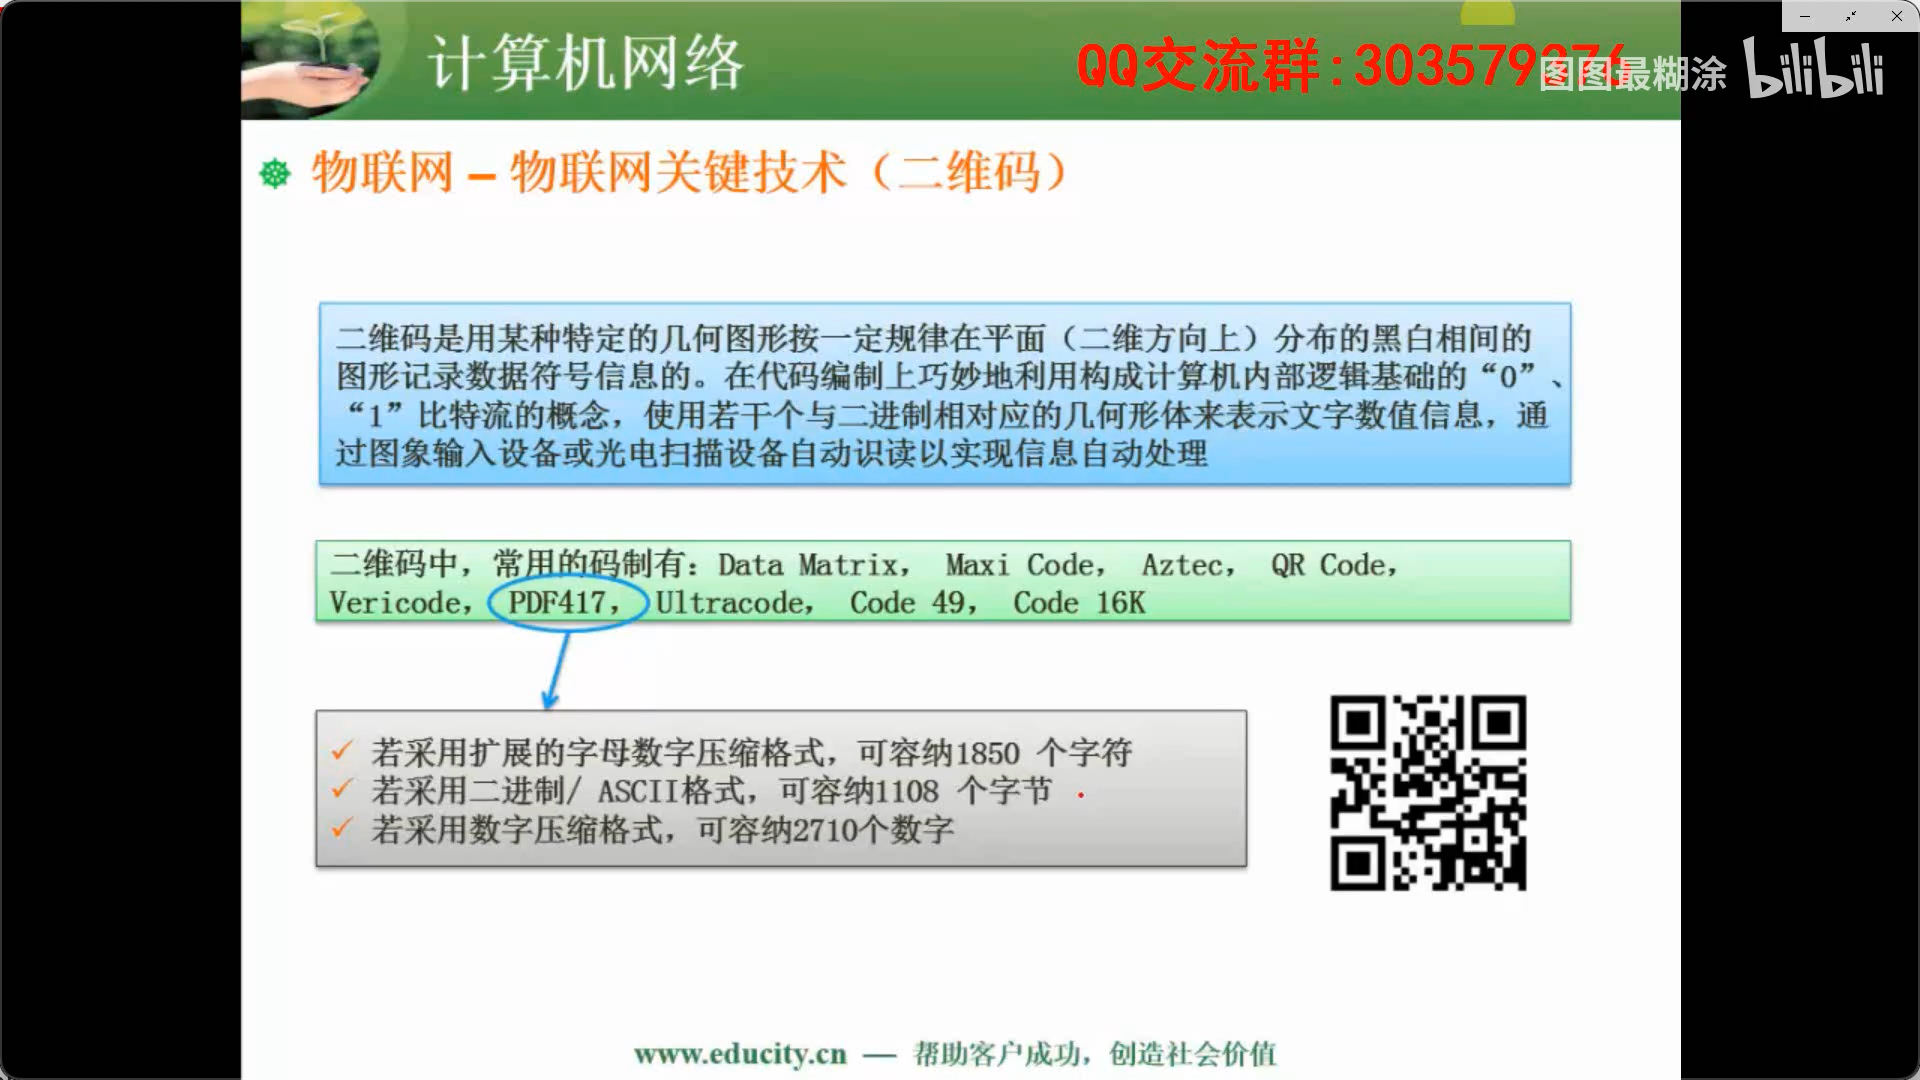 计算机网络
QQ交流群:303579276
图图最糊涂 bilibili
物联网 – 物联网关键技术（二维码）
二维码是用某种特定的几何图形按一定规律在平面（二维方向上）分布的黑白相间的
图形记录数据符号信息的。在代码编制上巧妙地利用构成计算机内部逻辑基础的“0”、
“1”比特流的概念，使用若干个与二进制相对应的几何形体来表示文字数值信息，通
过图象输入设备或光电扫描设备自动识读以实现信息自动处理
二维码中，常用的码制有：Data Matrix， Maxi Code， Aztec， QR Code，
Vericode， PDF417， Ultracode， Code 49， Code 16K
✓ 若采用扩展的字母数字压缩格式，可容纳1850 个字符
✓ 若采用二进制/ ASCII格式，可容纳1108 个字节
✓ 若采用数字压缩格式，可容纳2710个数字
www.educity.cn — 帮助客户成功，创造社会价值